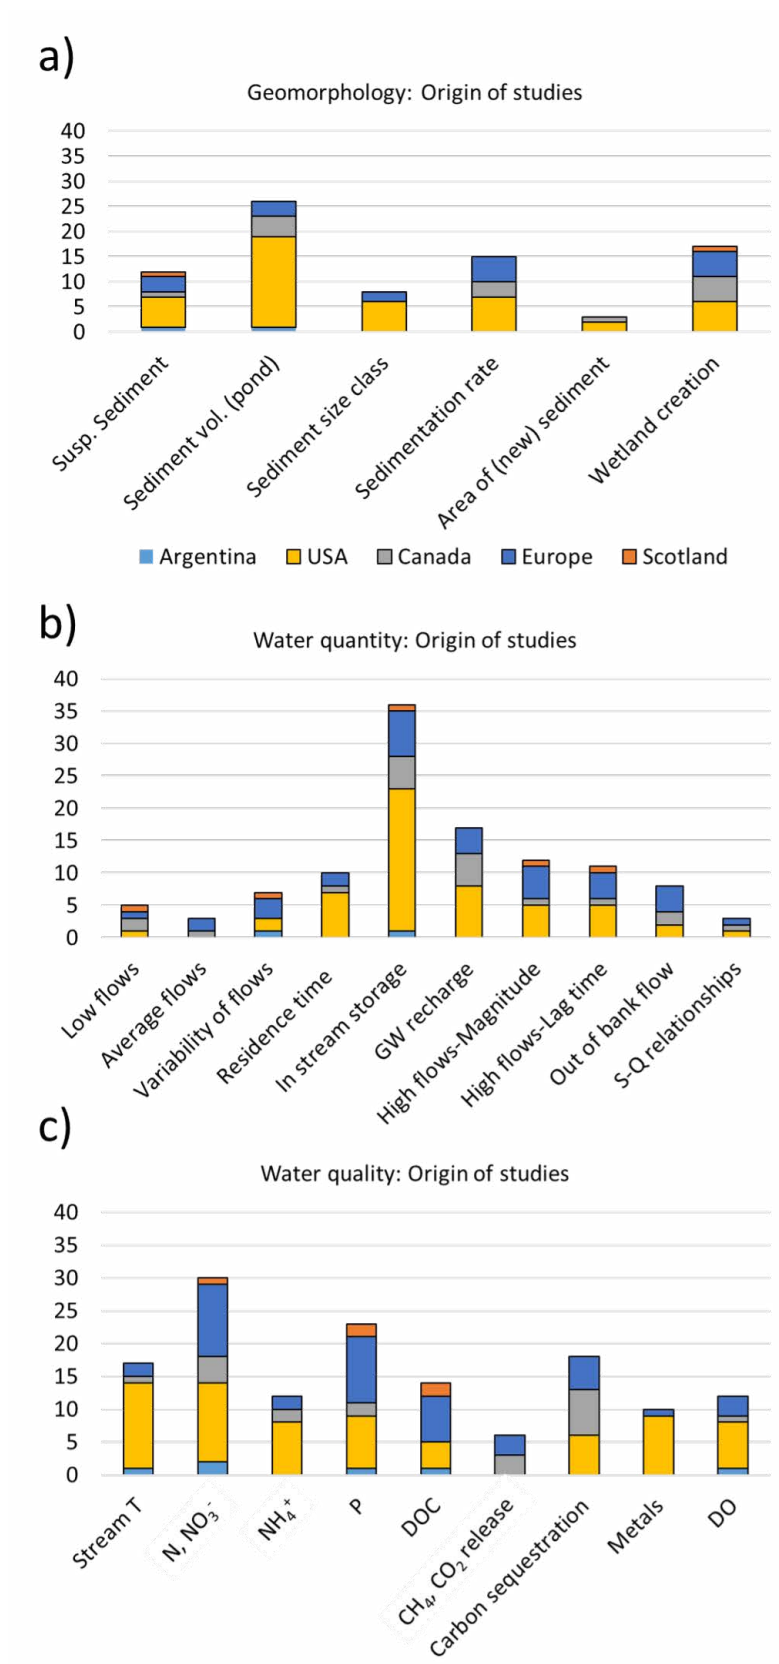 a)
Geomorphology: Origin of studies
40
35
30
25
20
15
10
5
0
Susp. Sediment
Sediment vol. (pond)
Sediment size class
Sedimentation rate
Area of (new) sediment
Wetland creation
Argentina USA Canada Europe Scotland
b)
Water quantity: Origin of studies
40
35
30
25
20
15
10
5
0
Low flows
Average flows
Variability of flows
Residence time
In stream storage
GW recharge
High flows-Magnitude
High flows-Lag time
Out of bank flow
S-Q relationships
c)
Water quality: Origin of studies
40
35
30
25
20
15
10
5
0
Stream T
N, NO₃⁻
NH₄⁺
P
DOC
CH₄, CO₂ release
Carbon sequestration
Metals
DO